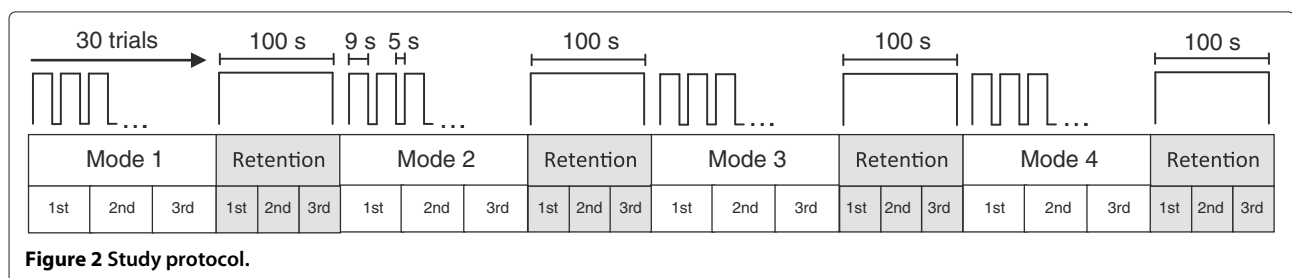 30 trials 100 s 9 s 5 s 100 s 100 s 100 s
... ... ... ...
Mode 1 Retention Mode 2 Retention Mode 3 Retention Mode 4 Retention
1st 2nd 3rd 1st 2nd 3rd 1st 2nd 3rd 1st 2nd 3rd 1st 2nd 3rd 1st 2nd 3rd 1st 2nd 3rd 1st 2nd 3rd
Figure 2 Study protocol.